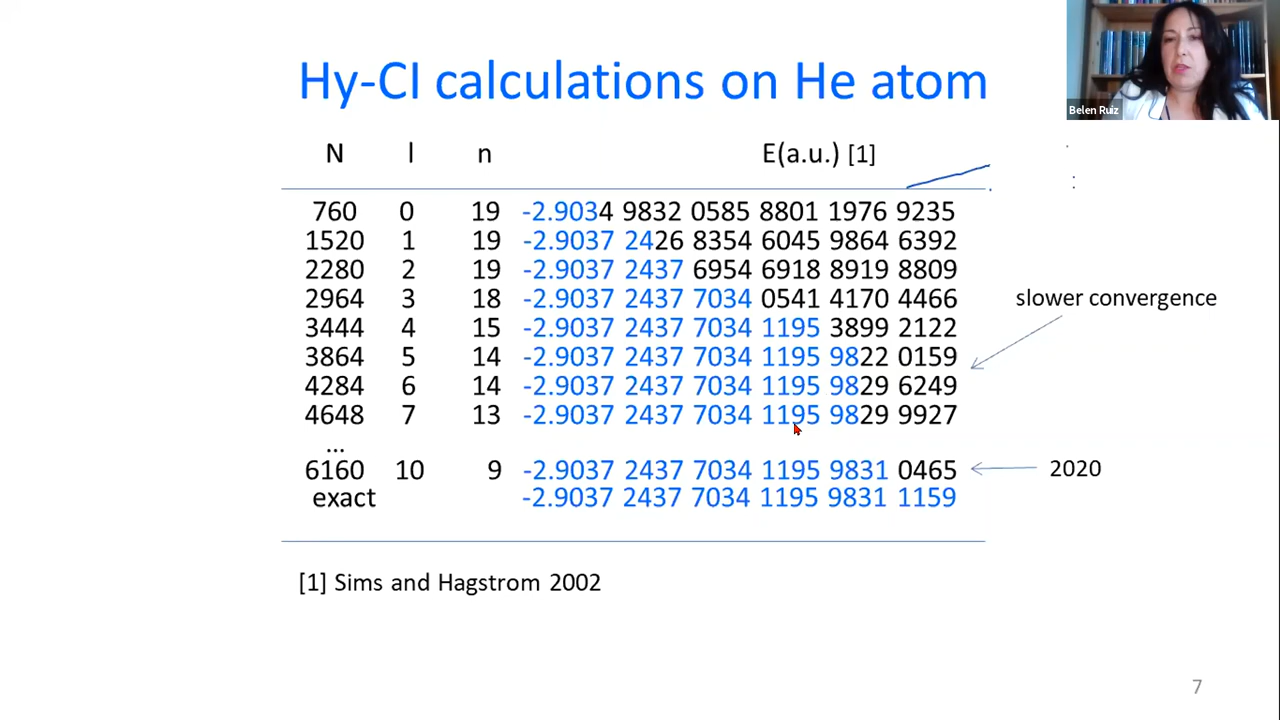 Hy-CI calculations on He atom
Belen Ruiz
N l n E(a.u.) [1]
760 0 19 -2.9034 9832 0585 8801 1976 9235
1520 1 19 -2.9037 2426 8354 6045 9864 6392
2280 2 19 -2.9037 2437 6954 6918 8919 8809
2964 3 18 -2.9037 2437 7034 0541 4170 4466
slower convergence
3444 4 15 -2.9037 2437 7034 1195 3899 2122
3864 5 14 -2.9037 2437 7034 1195 9822 0159
4284 6 14 -2.9037 2437 7034 1195 9829 6249
4648 7 13 -2.9037 2437 7034 1195 9829 9927
...
6160 10 9 -2.9037 2437 7034 1195 9831 0465 2020
exact -2.9037 2437 7034 1195 9831 1159
[1] Sims and Hagstrom 2002
7